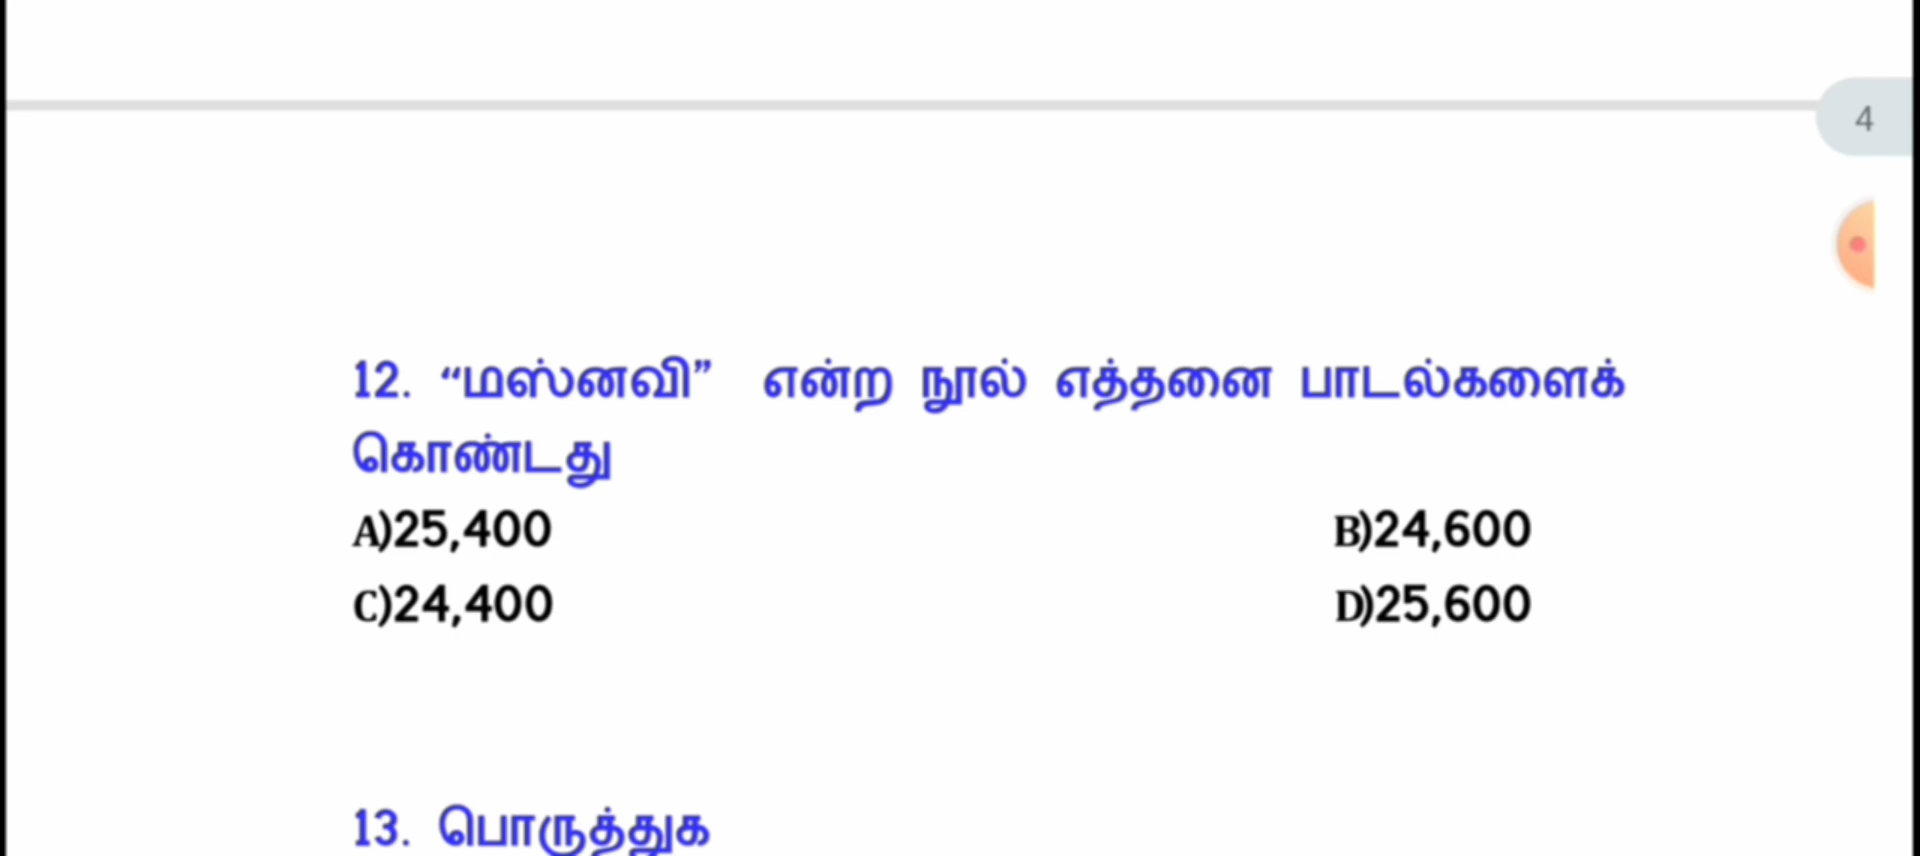 4
12. “மஸ்னவி” என்ற நூல் எத்தனை பாடல்களைக்
கொண்டது
A)25,400 B)24,600
C)24,400 D)25,600
13. பொருத்துக